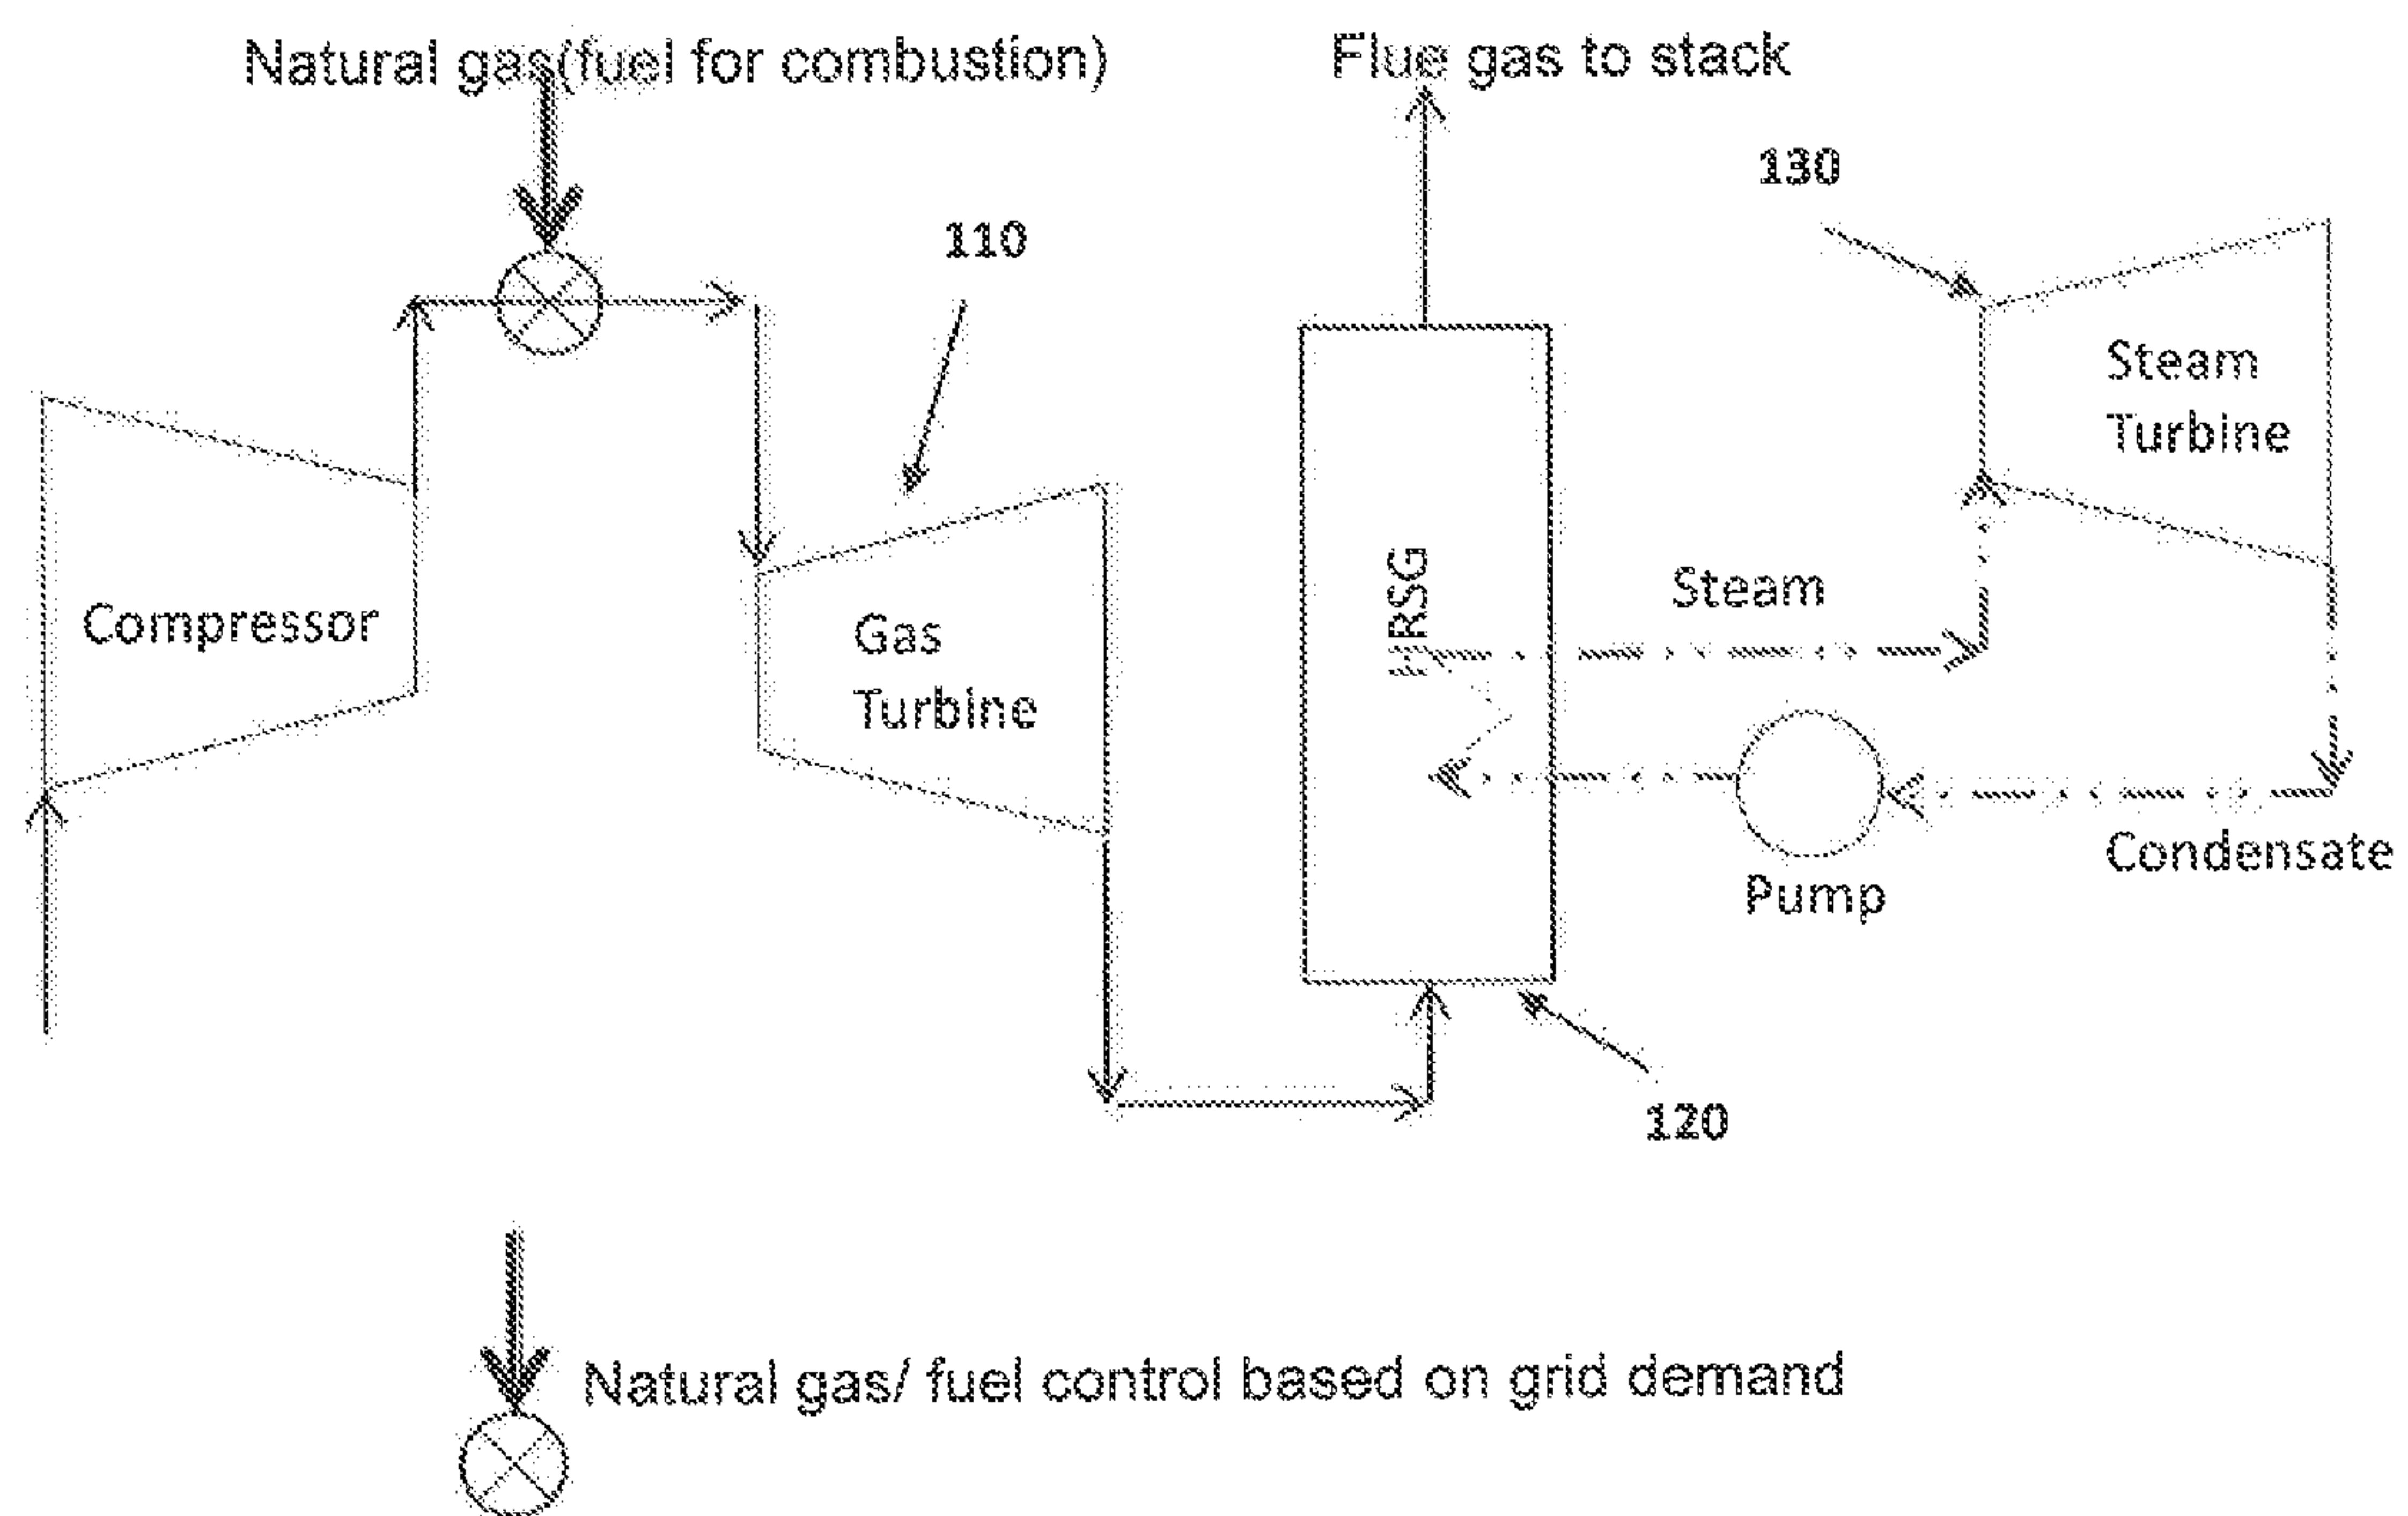 Natural gas(fuel for combustion)
Flue gas to stack
130
110
Steam
Turbine
Compressor
Gas
Turbine
HRSG
Steam
Condensate
Pump
120
Natural gas/ fuel control based on grid demand